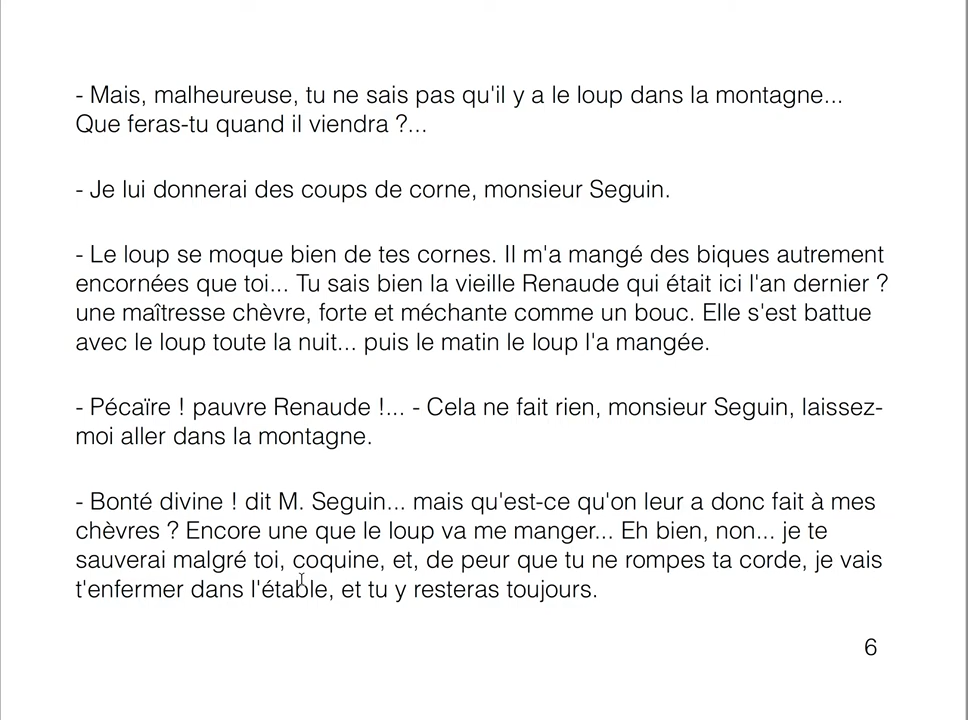 - Mais, malheureuse, tu ne sais pas qu'il y a le loup dans la montagne...
Que feras-tu quand il viendra ?...
- Je lui donnerai des coups de corne, monsieur Seguin.
- Le loup se moque bien de tes cornes. Il m'a mangé des biques autrement
encornées que toi... Tu sais bien la vieille Renaude qui était ici l'an dernier ?
une maîtresse chèvre, forte et méchante comme un bouc. Elle s'est battue
avec le loup toute la nuit... puis le matin le loup l'a mangée.
- Pécaïre ! pauvre Renaude !... - Cela ne fait rien, monsieur Seguin, laissez-
moi aller dans la montagne.
- Bonté divine ! dit M. Seguin... mais qu'est-ce qu'on leur a donc fait à mes
chèvres ? Encore une que le loup va me manger... Eh bien, non... je te
sauverai malgré toi, coquine, et, de peur que tu ne rompes ta corde, je vais
t'enfermer dans l'étable, et tu y resteras toujours.
6